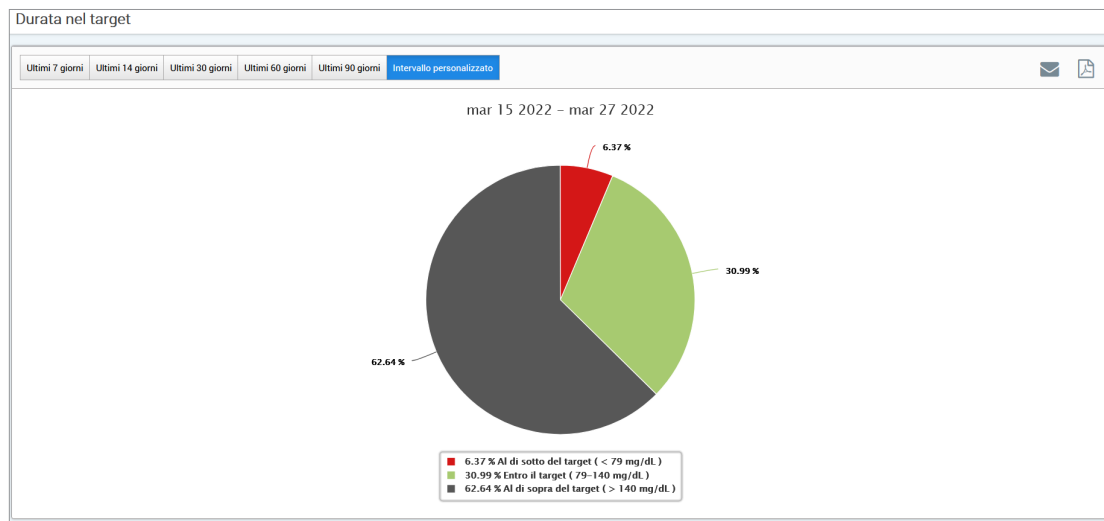 Durata nel target
Ultimi 7 giorni Ultimi 14 giorni Ultimi 30 giorni Ultimi 60 giorni Ultimi 90 giorni Intervallo personalizzato
mar 15 2022 – mar 27 2022
6.37 %
30.99 %
62.64 %
6.37 % Al di sotto del target ( < 79 mg/dL )
30.99 % Entro il target ( 79–140 mg/dL )
62.64 % Al di sopra del target ( > 140 mg/dL )